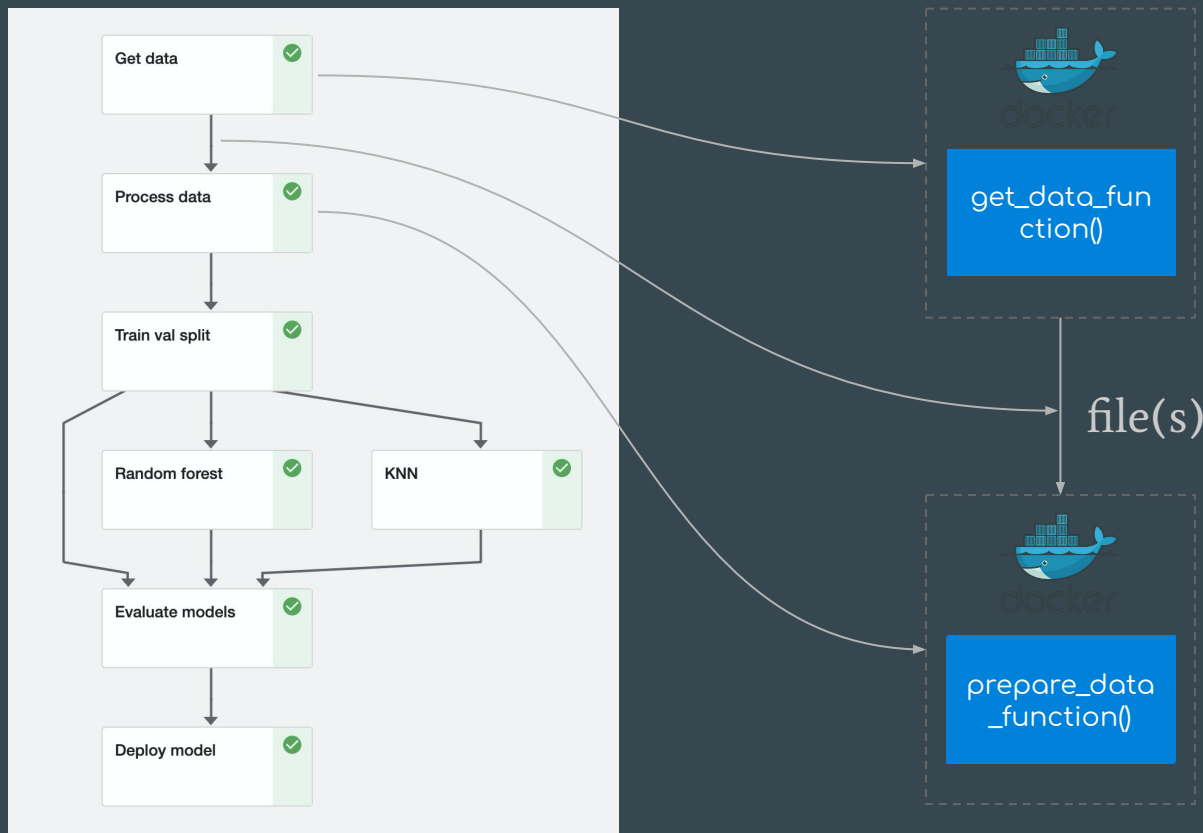 Get data
Process data
Train val split
Random forest
KNN
Evaluate models
Deploy model
docker
get_data_fun
ction()
file(s)
docker
prepare_data
_function()